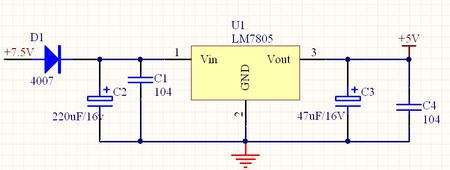 U1
LM7805
D1
+7.5V
4007
1
Vin
Vout
3
+5V
GND
2
C1
104
C2
220uF/16v
C3
47uF/16V
C4
104